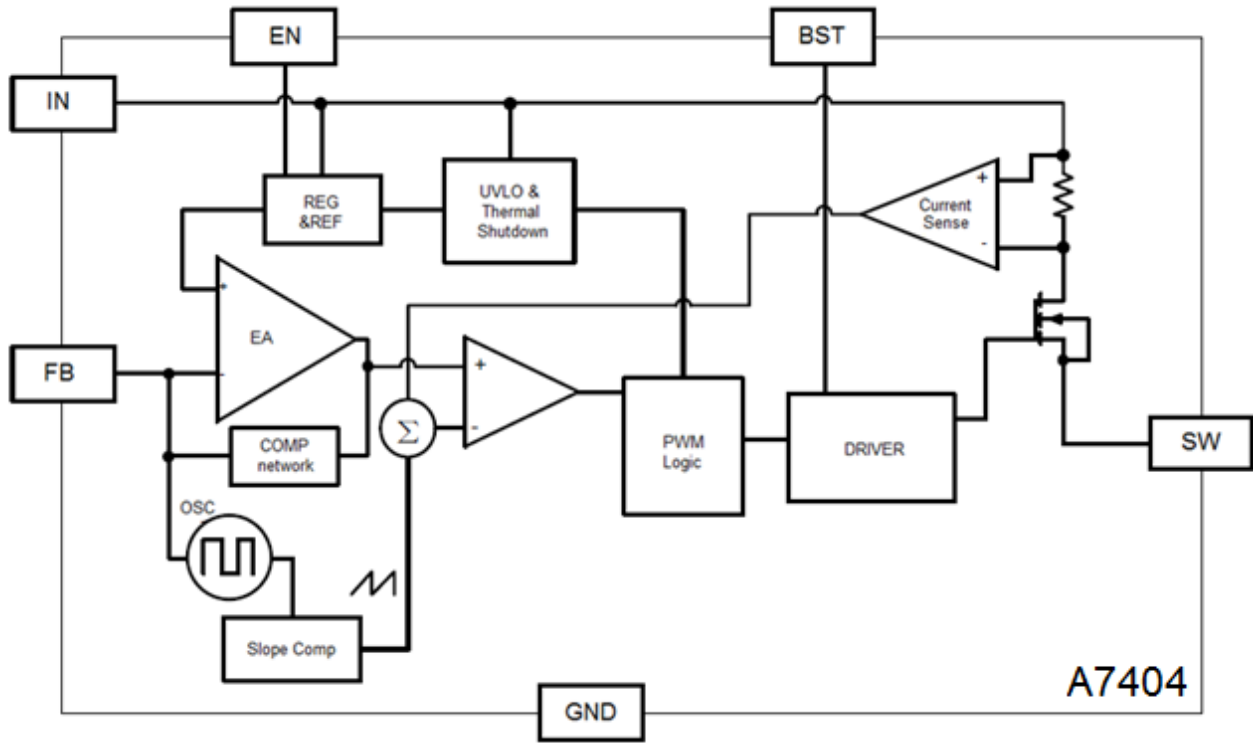 EN
BST
IN
REG
&REF
UVLO &
Thermal
Shutdown
+
Current
Sense
-
+
EA
FB
-
+
Σ
-
COMP
network
PWM
Logic
DRIVER
SW
OSC
Slope Comp
A7404
GND